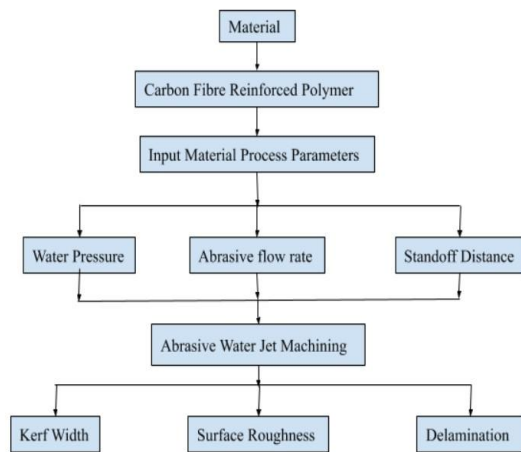 Material
Carbon Fibre Reinforced Polymer
Input Material Process Parameters
Water Pressure
Abrasive flow rate
Standoff Distance
Abrasive Water Jet Machining
Kerf Width
Surface Roughness
Delamination